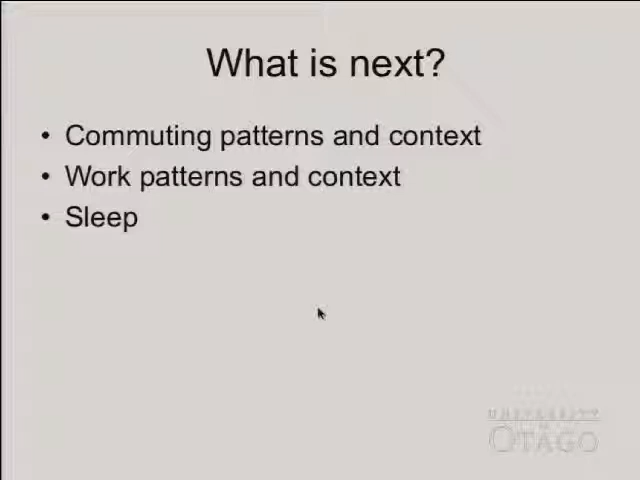 What is next?
• Commuting patterns and context
• Work patterns and context
• Sleep
UNIVERSITY
OTAGO